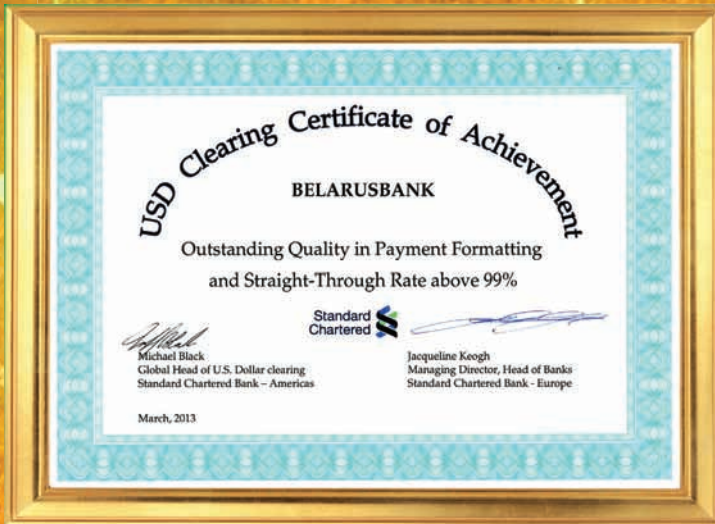 USD Clearing Certificate of Achievement
BELARUSBANK
Outstanding Quality in Payment Formatting
and Straight-Through Rate above 99%
Standard
Chartered
Michael Black
Global Head of U.S. Dollar clearing
Standard Chartered Bank – Americas
March, 2013
Jacqueline Keogh
Managing Director, Head of Banks
Standard Chartered Bank - Europe